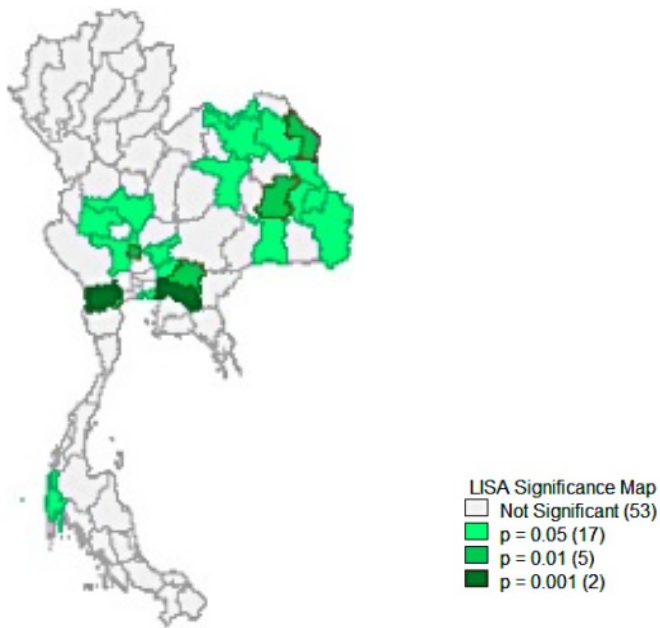 LISA Significance Map
Not Significant (53)
p = 0.05 (17)
p = 0.01 (5)
p = 0.001 (2)